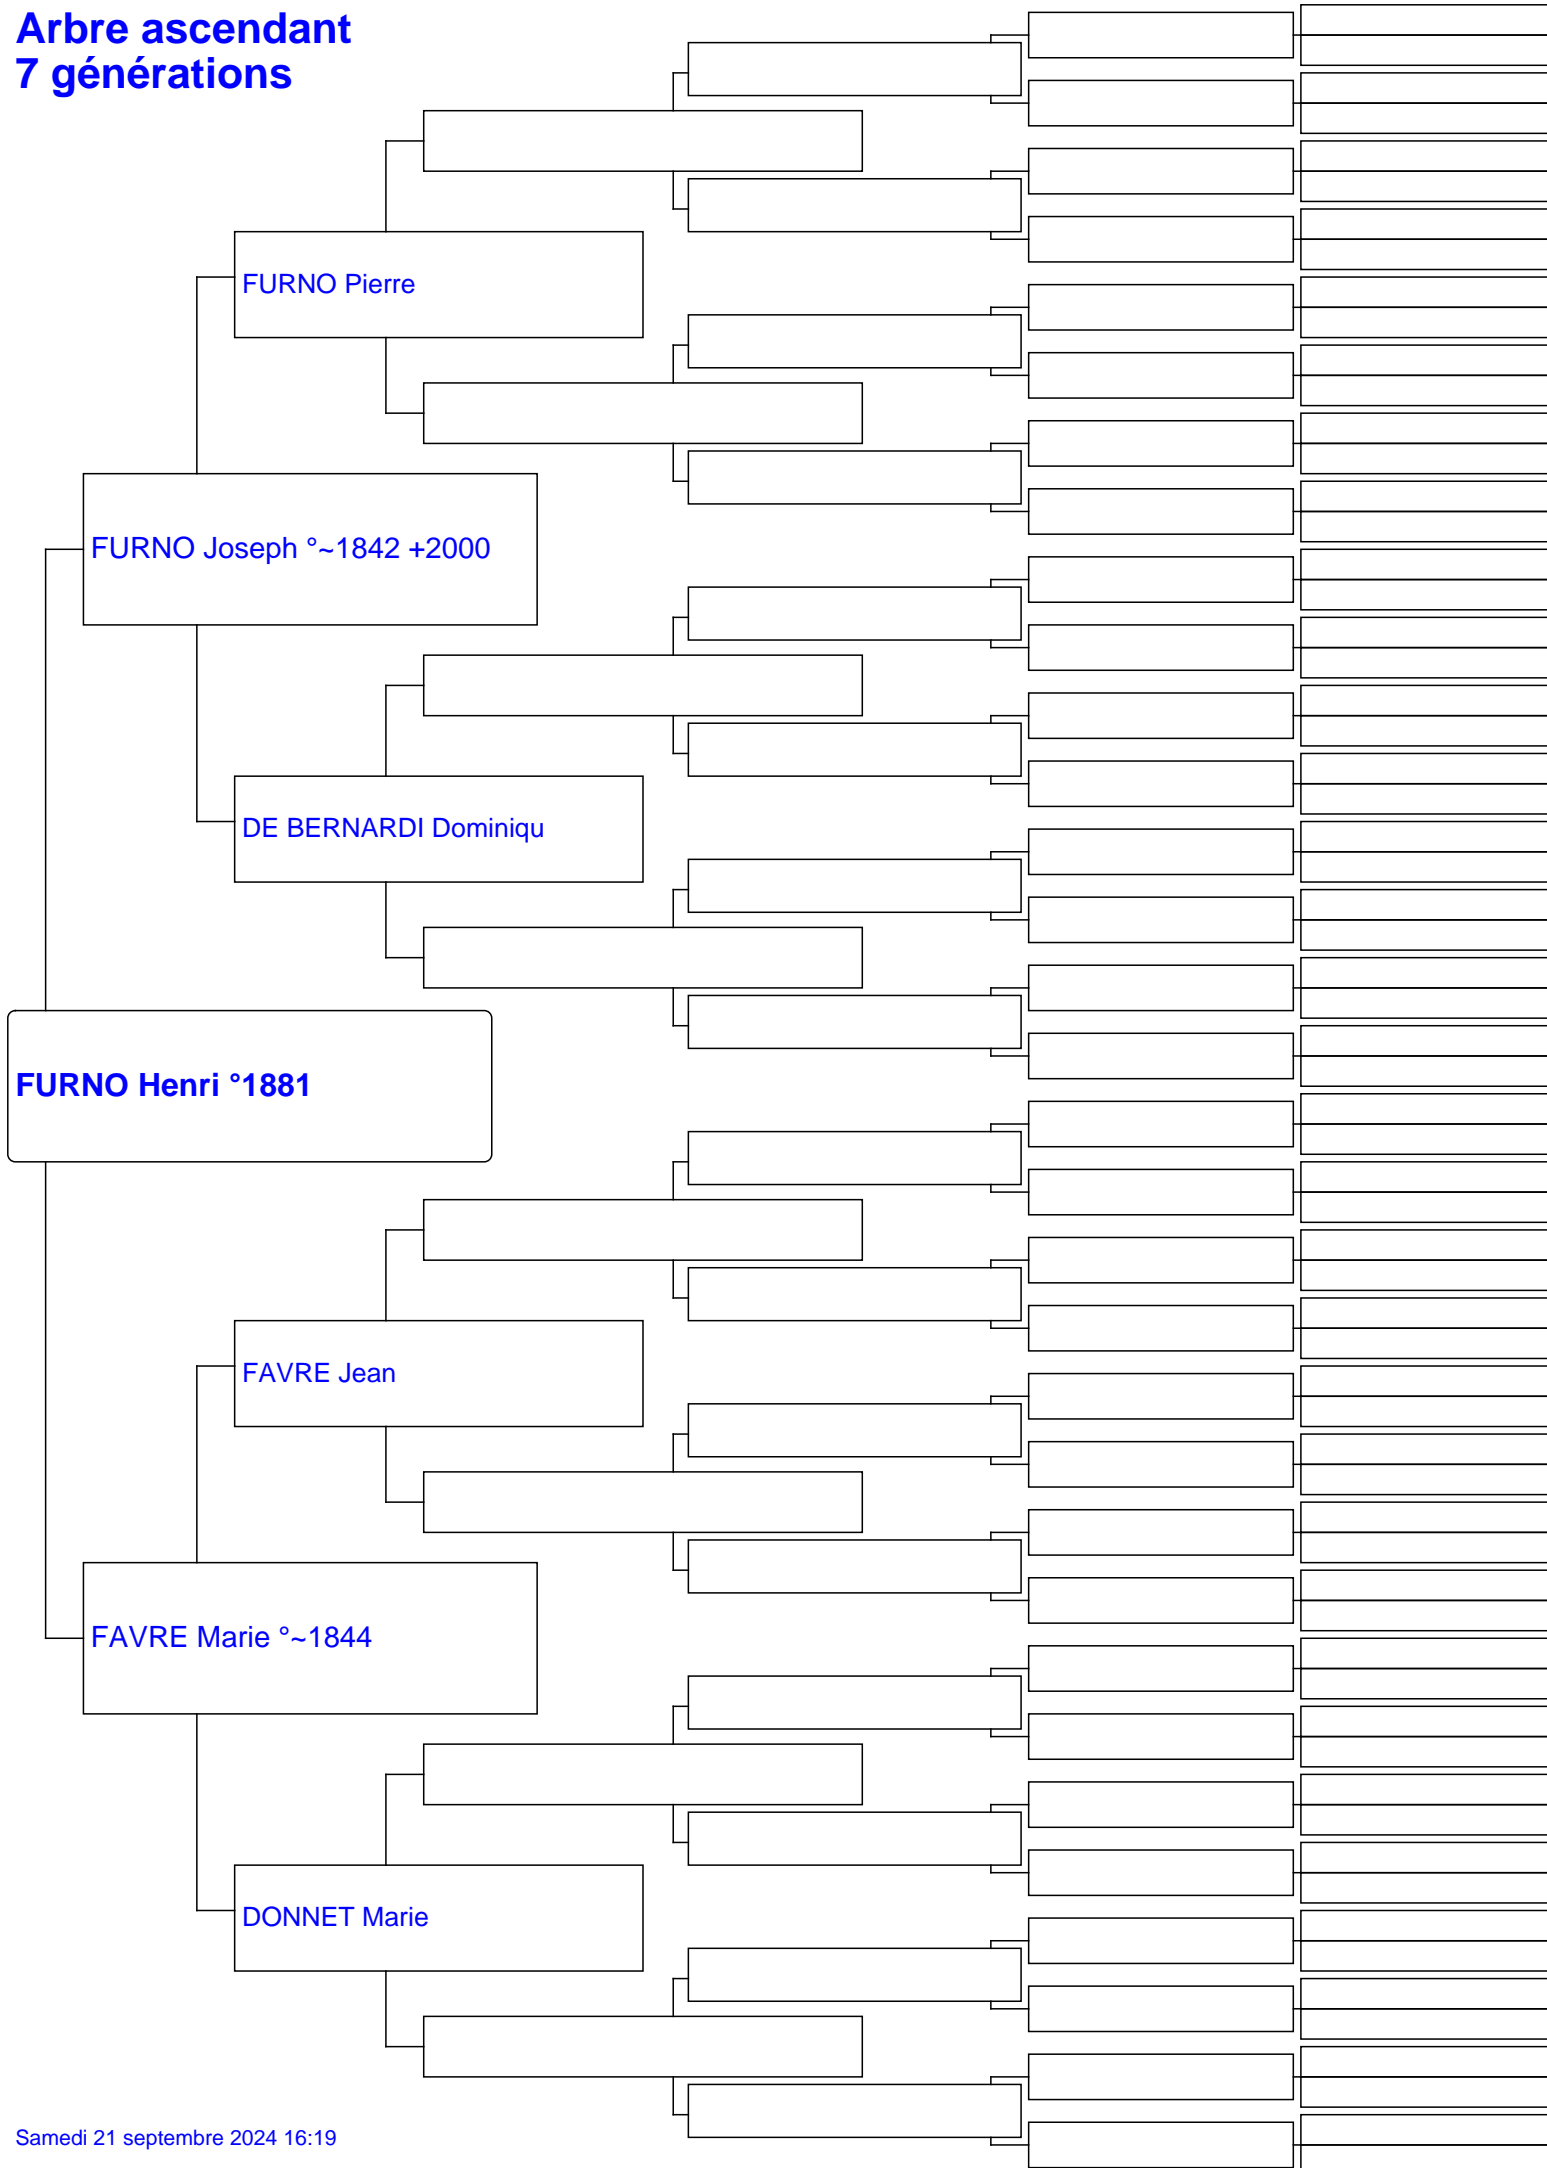 Arbre ascendant
7 générations
FURNO Pierre
FURNO Joseph °~1842 +2000
DE BERNARDI Dominiqu
FURNO Henri °1881
FAVRE Jean
FAVRE Marie °~1844
DONNET Marie
Samedi 21 septembre 2024 16:19